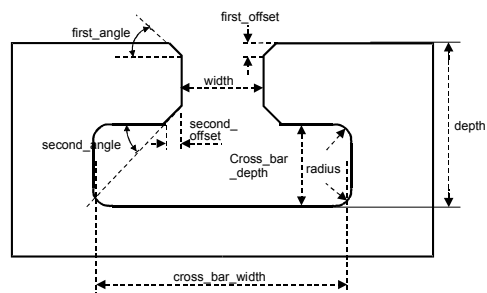 first_offset
first_angle
width
depth
second_
offset
second_angle
Cross_bar
_depth
radius
cross_bar_width